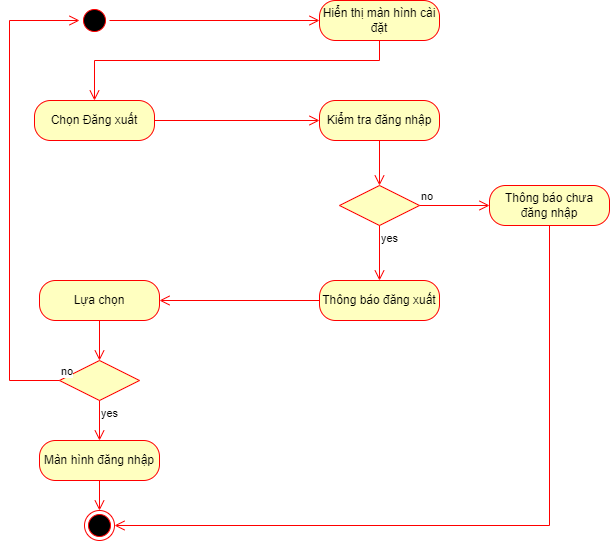 Hiển thị màn hình cài
đặt
Chọn Đăng xuất
Kiểm tra đăng nhập
no
Thông báo chưa
đăng nhập
yes
Lựa chọn
Thông báo đăng xuất
no
yes
Màn hình đăng nhập